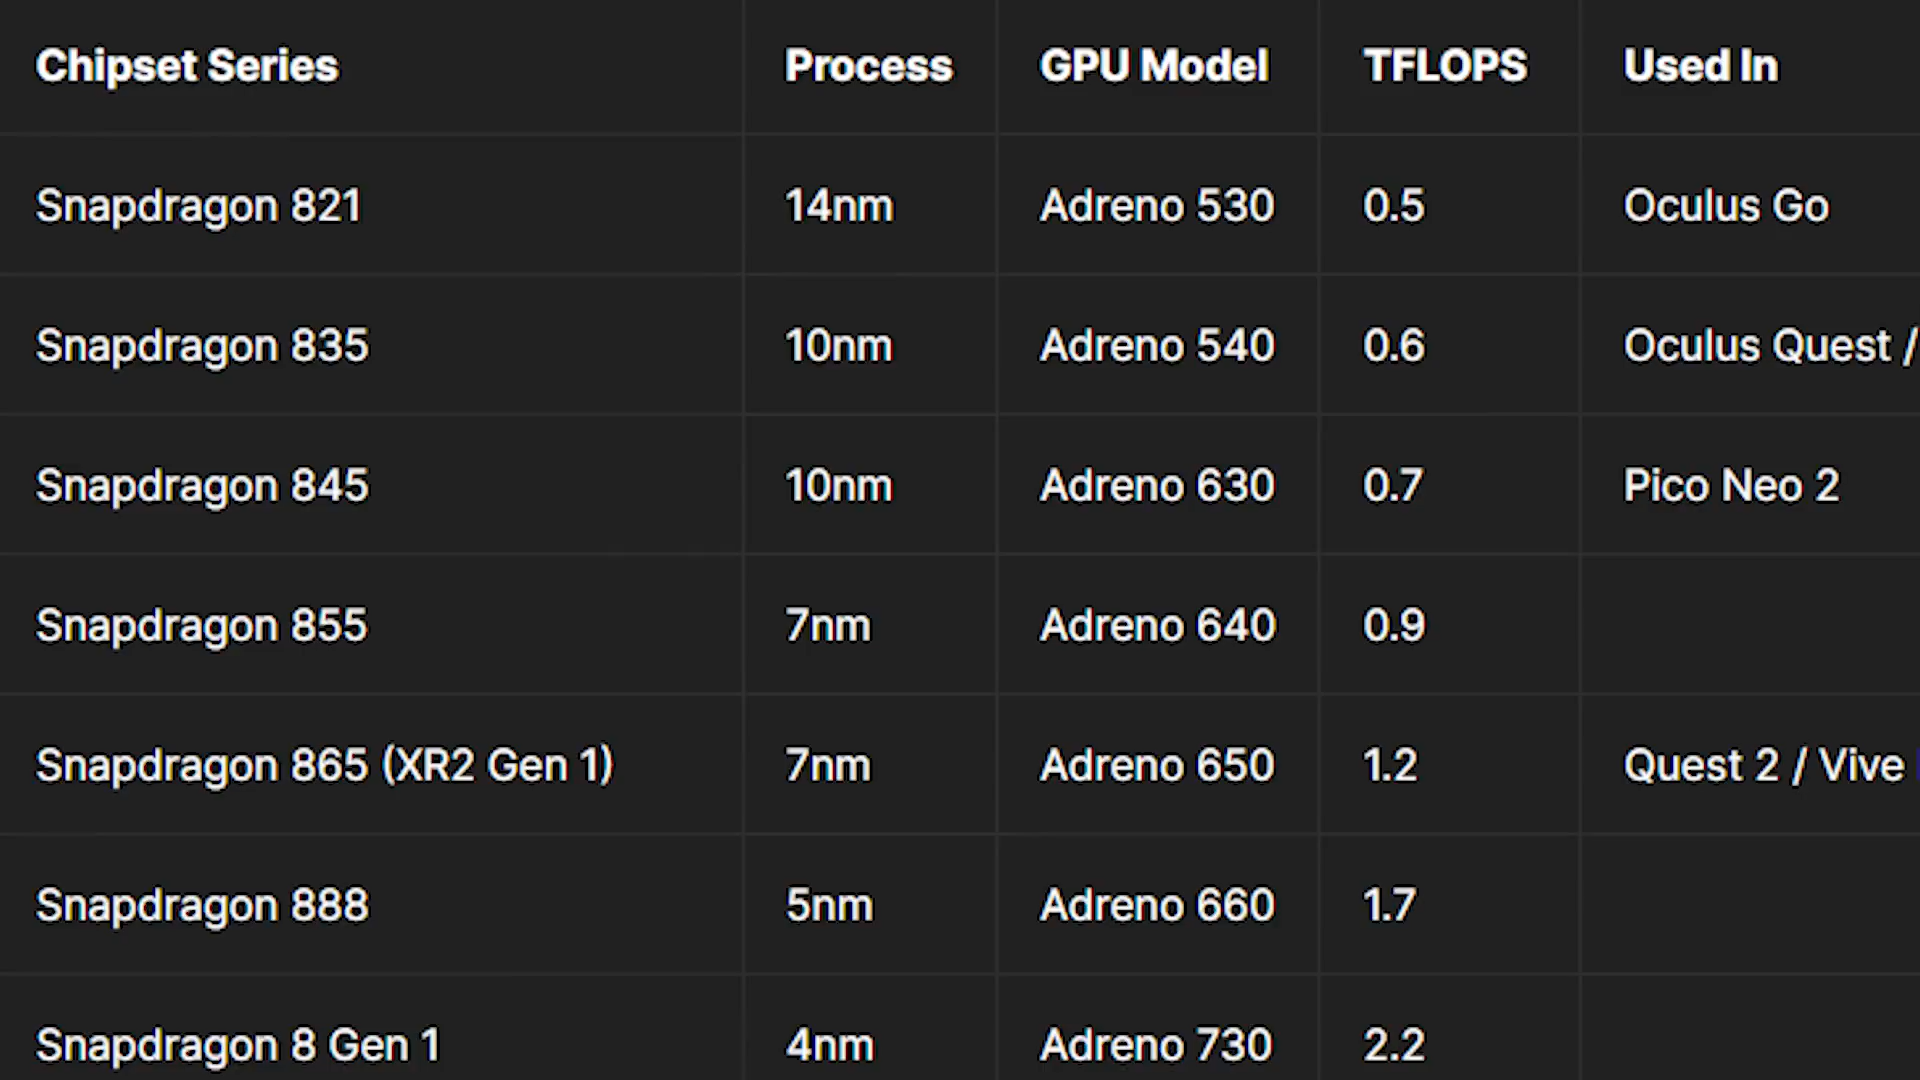 Chipset Series Process GPU Model TFLOPS Used In
Snapdragon 821 14nm Adreno 530 0.5 Oculus Go
Snapdragon 835 10nm Adreno 540 0.6 Oculus Quest /
Snapdragon 845 10nm Adreno 630 0.7 Pico Neo 2
Snapdragon 855 7nm Adreno 640 0.9
Snapdragon 865 (XR2 Gen 1) 7nm Adreno 650 1.2 Quest 2 / Vive
Snapdragon 888 5nm Adreno 660 1.7
Snapdragon 8 Gen 1 4nm Adreno 730 2.2